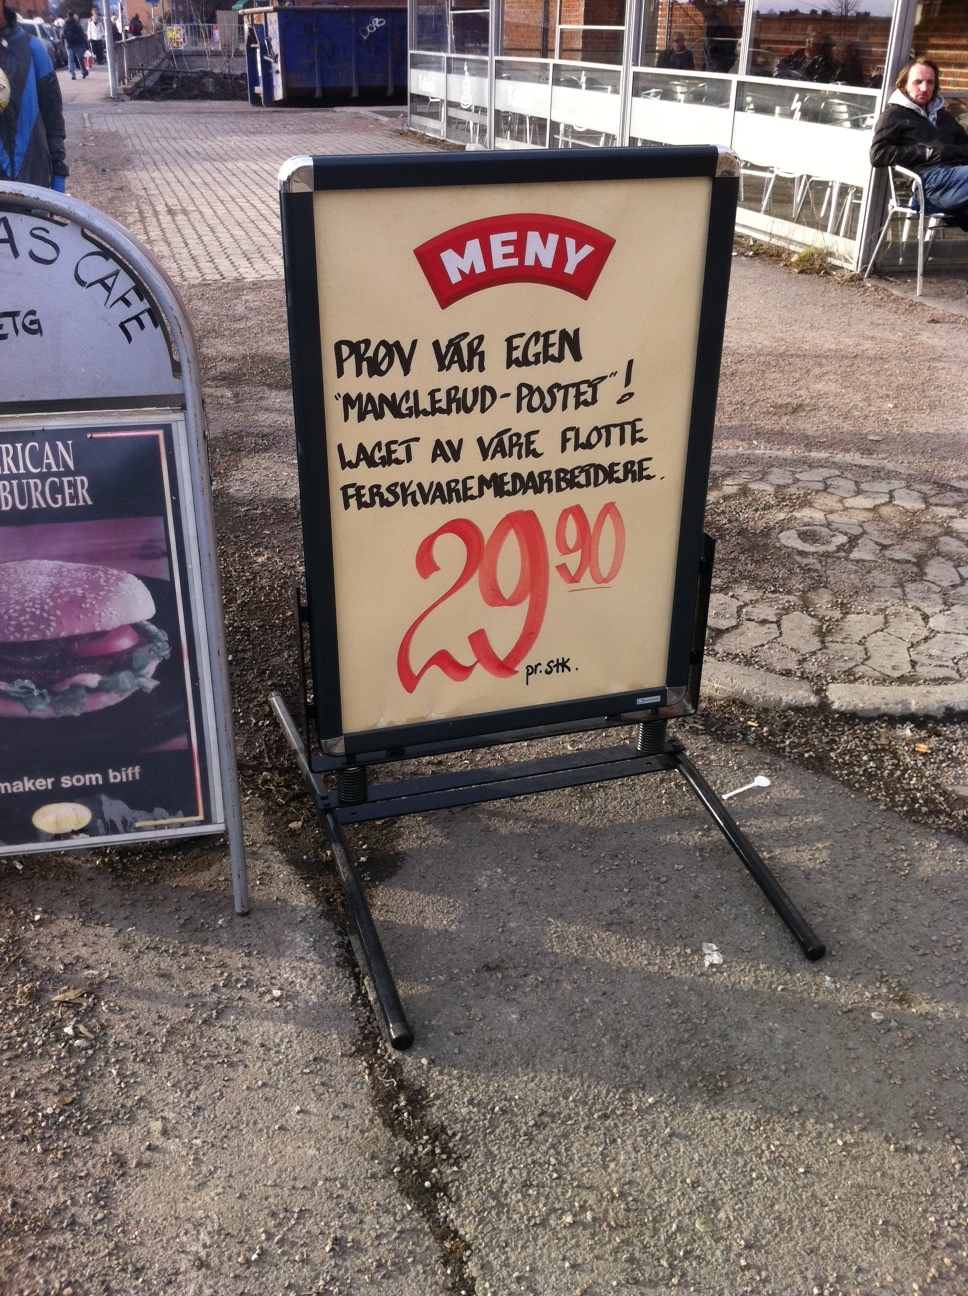 MENY
PRØV VÅR EGEN
"MANGLERUD-POSTEI"!
LAGET AV VÅRE FLOTTE
FERSKVAREMEDARBEIDERE.
29 90
pr. stk.
AS CAFE
ETG
RICAN
BURGER
maker som biff